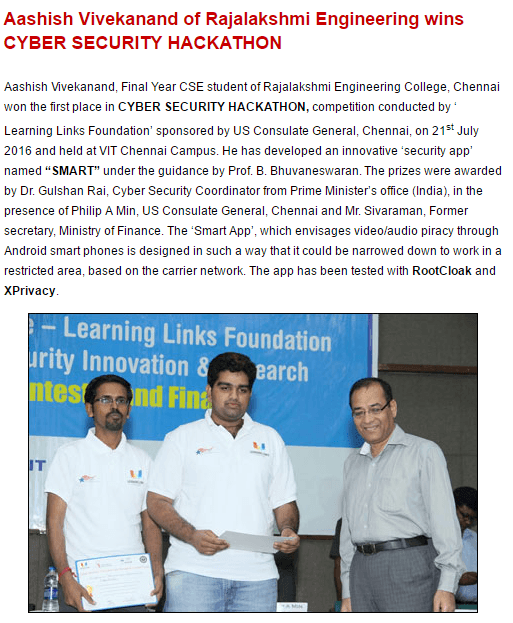 Aashish Vivekanand of Rajalakshmi Engineering wins
CYBER SECURITY HACKATHON
Aashish Vivekanand, Final Year CSE student of Rajalakshmi Engineering College, Chennai
won the first place in CYBER SECURITY HACKATHON, competition conducted by ‘
Learning Links Foundation’ sponsored by US Consulate General, Chennai, on 21st July
2016 and held at VIT Chennai Campus. He has developed an innovative ‘security app’
named “SMART” under the guidance by Prof. B. Bhuvaneswaran. The prizes were awarded
by Dr. Gulshan Rai, Cyber Security Coordinator from Prime Minister’s office (India), in the
presence of Philip A Min, US Consulate General, Chennai and Mr. Sivaraman, Former
secretary, Ministry of Finance. The ‘Smart App’, which envisages video/audio piracy through
Android smart phones is designed in such a way that it could be narrowed down to work in a
restricted area, based on the carrier network. The app has been tested with RootCloak and
XPrivacy.
e – Learning Links Foundation
urity Innovation & search
ntest nd Fina